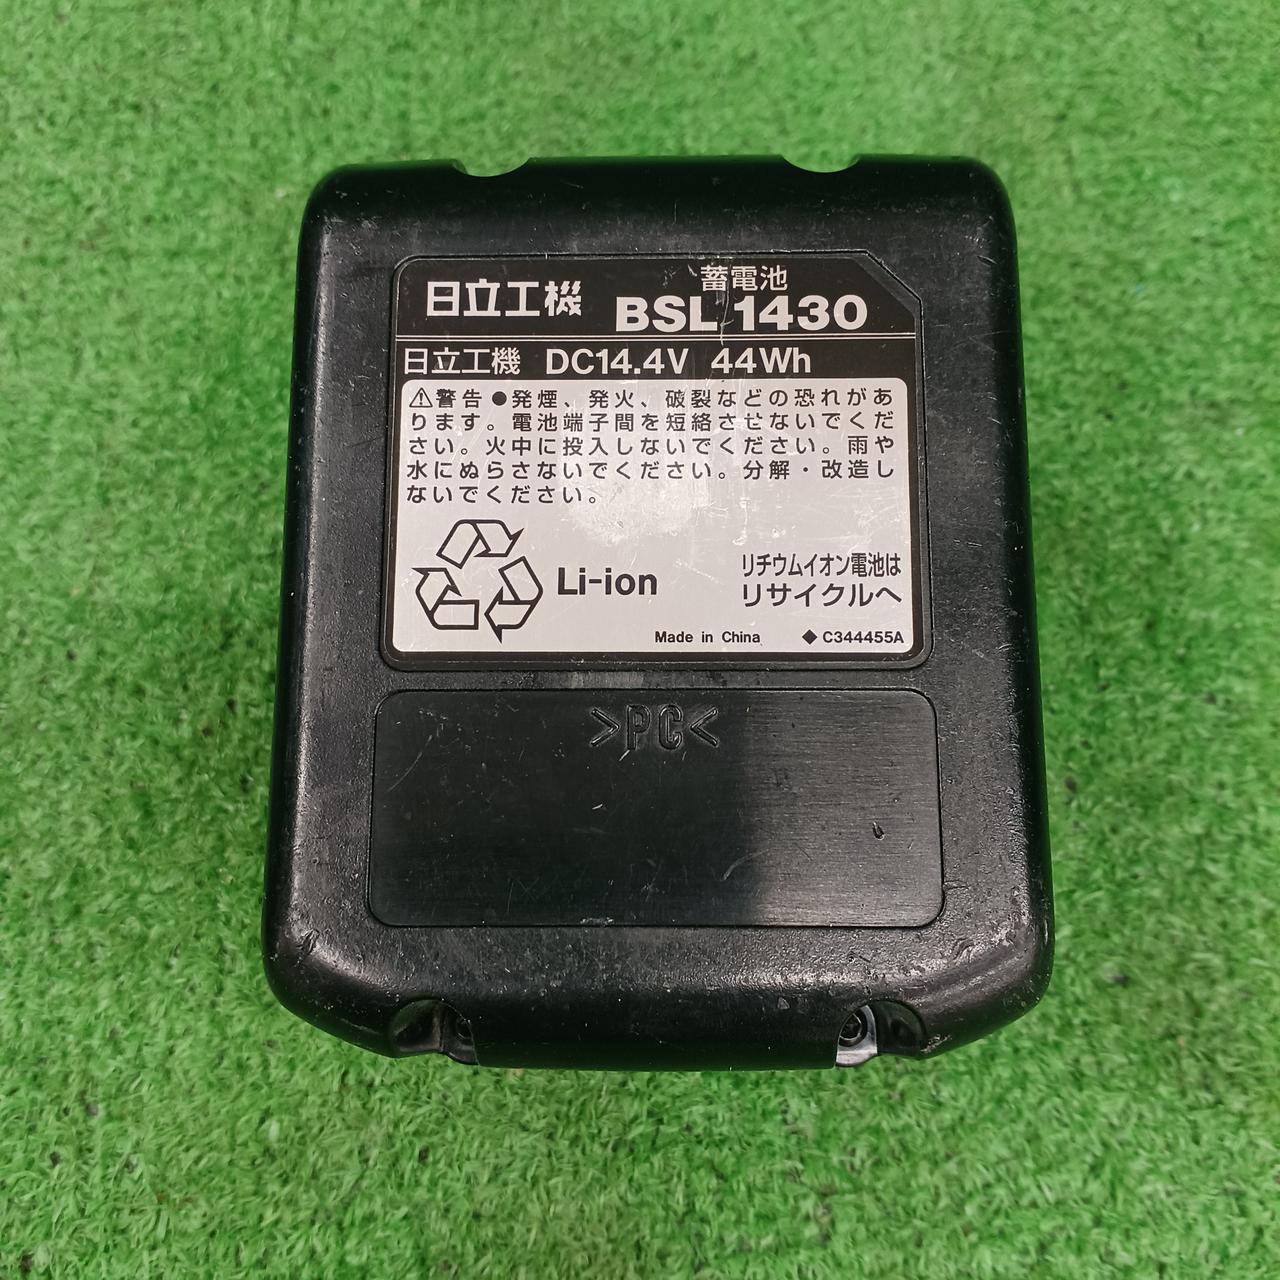 日立工機
蓄電池
BSL 1430
日立工機 DC14.4V 44Wh
⚠警告 ●発煙、発火、破裂などの恐れがあ
ります。電池端子間を短絡させないでくだ
さい。火中に投入しないでください。雨や
水にぬらさないでください。分解・改造し
ないでください。
Li-ion
リチウムイオン電池は
リサイクルへ
Made in China ◆ C344455A
>PC<